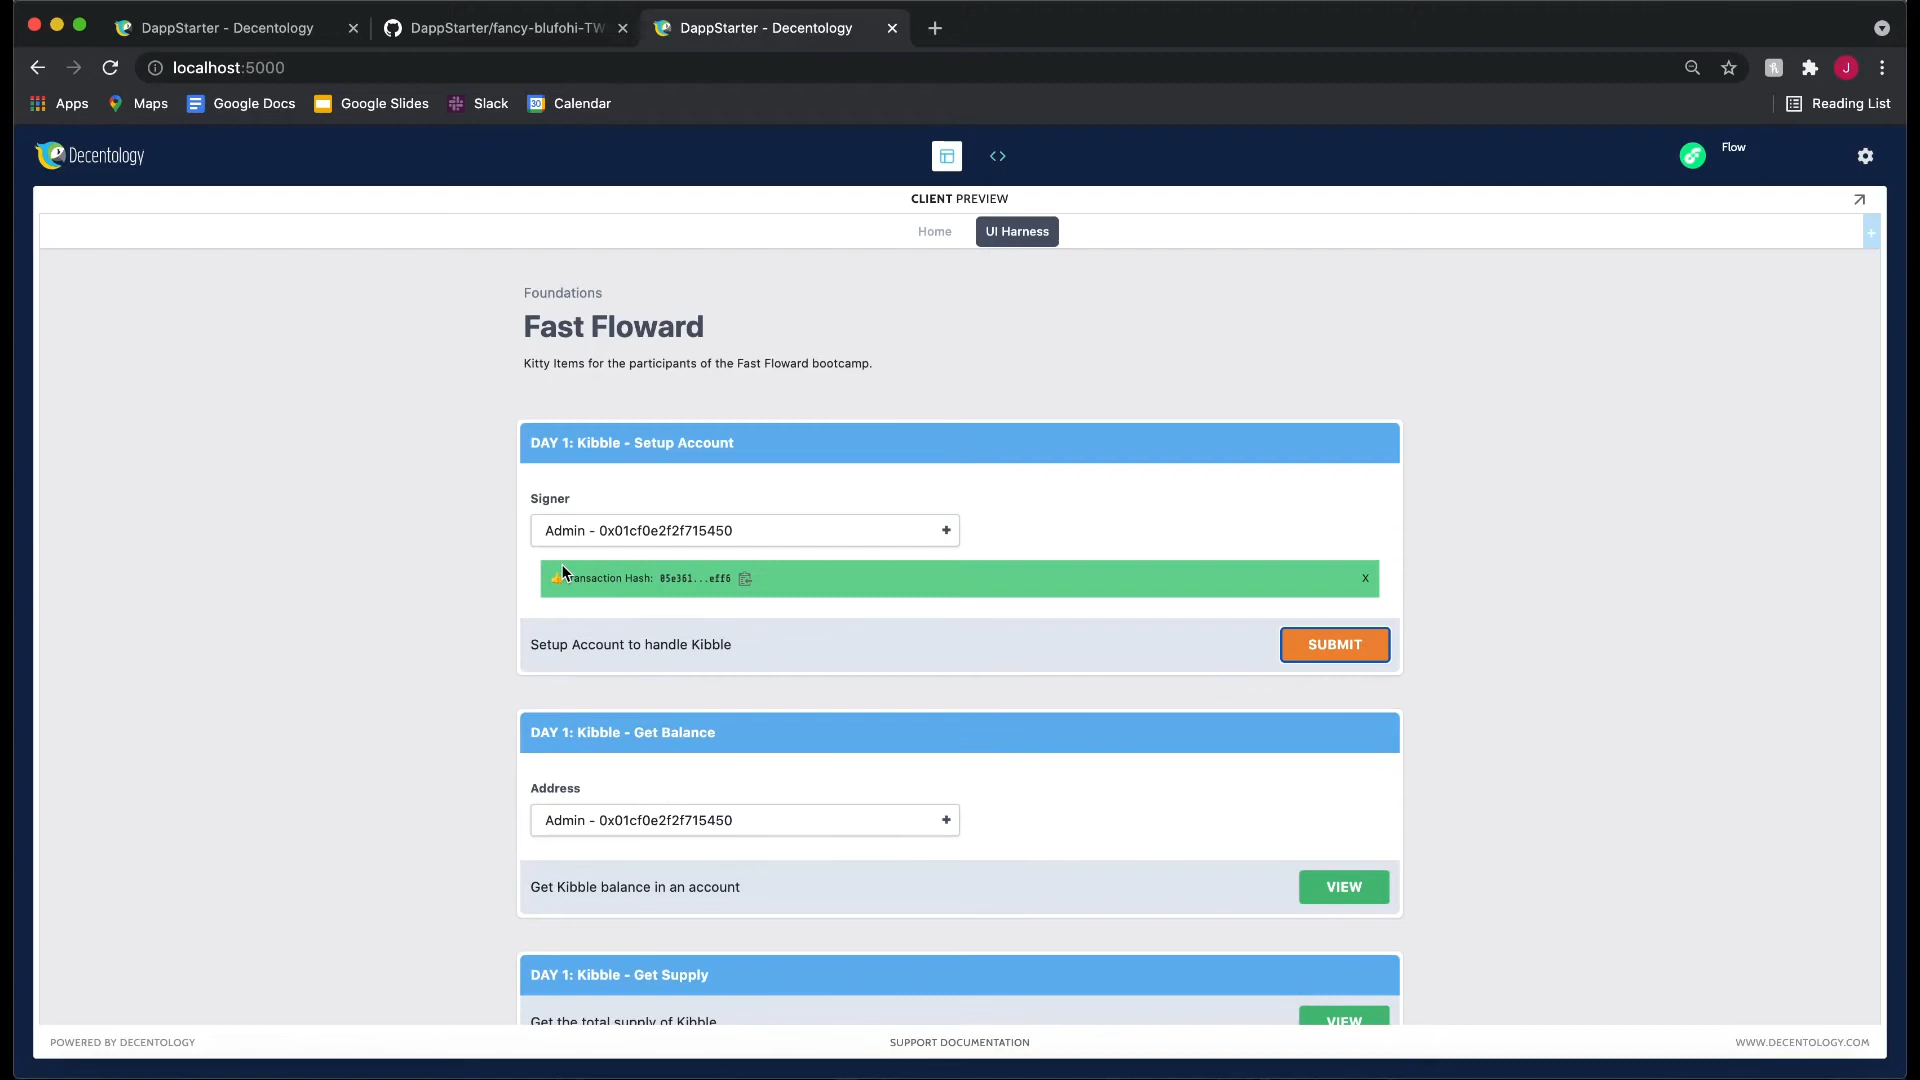 DappStarter - Decentology
DappStarter/fancy-blufohi-TW
DappStarter - Decentology
localhost:5000
J
Apps
Maps
Google Docs
Google Slides
Slack
30
Calendar
Reading List
Decentology
Flow
CLIENT PREVIEW
Home
UI Harness
+
Foundations
Fast Floward
Kitty Items for the participants of the Fast Floward bootcamp.
DAY 1: Kibble - Setup Account
Signer
Admin - 0x01cf0e2f2f715450
ansaction Hash: 05e361...eff6
X
Setup Account to handle Kibble
SUBMIT
DAY 1: Kibble - Get Balance
Address
Admin - 0x01cf0e2f2f715450
Get Kibble balance in an account
VIEW
DAY 1: Kibble - Get Supply
Get the total supply of Kibble
VIEW
POWERED BY DECENTOLOGY
SUPPORT DOCUMENTATION
WWW.DECENTOLOGY.COM